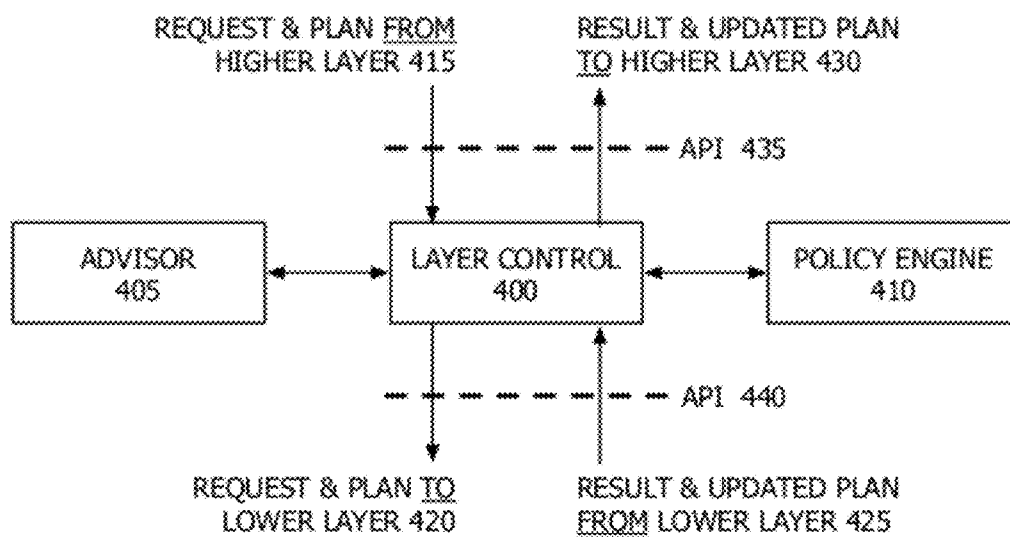 REQUEST & PLAN FROM
HIGHER LAYER 415
RESULT & UPDATED PLAN
TO HIGHER LAYER 430
API 435
ADVISOR
405
LAYER CONTROL
400
POLICY ENGINE
410
API 440
REQUEST & PLAN TO
LOWER LAYER 420
RESULT & UPDATED PLAN
FROM LOWER LAYER 425